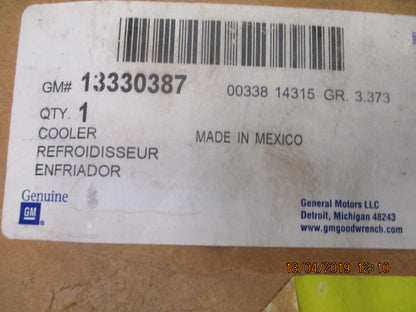 GM# 13330387 00338 14315 GR. 3.373
QTY. 1
COOLER MADE IN MEXICO
REFROIDISSEUR
ENFRIADOR
Genuine
GM
General Motors LLC
Detroit, Michigan 48243
www.gmgoodwrench.com
13/04/2019 12:10